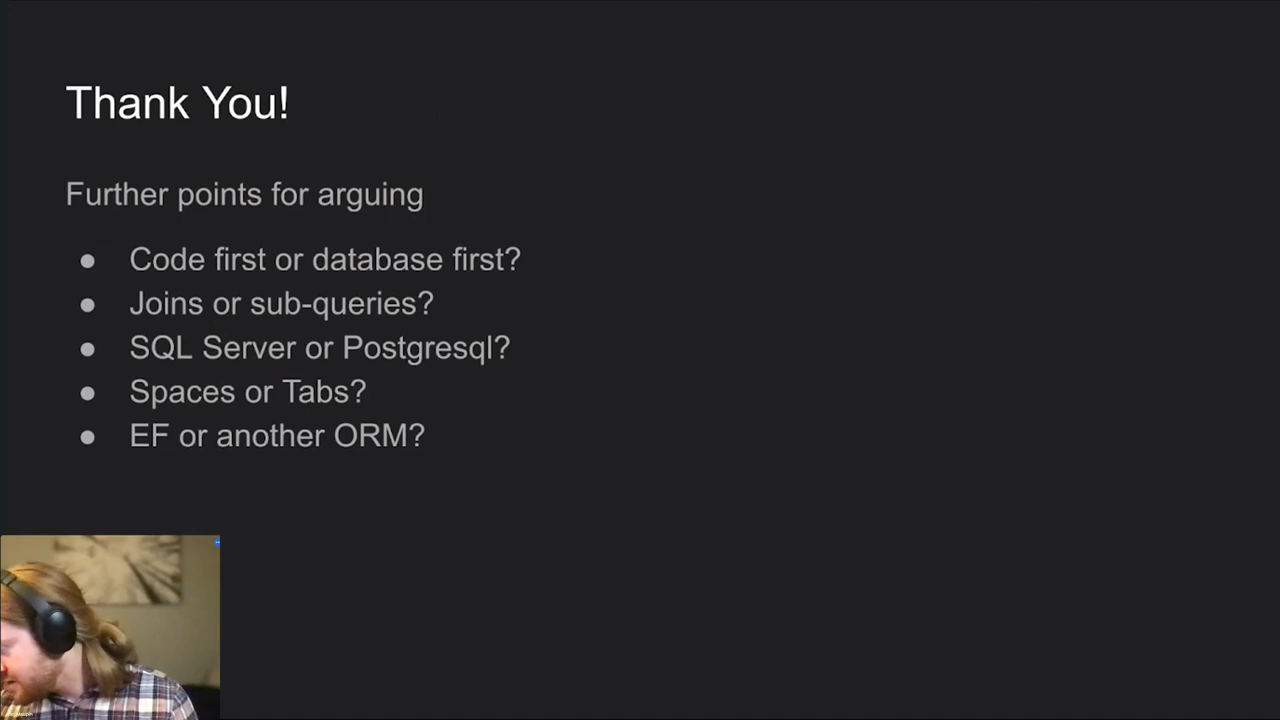 Thank You!
Further points for arguing
● Code first or database first?
● Joins or sub-queries?
● SQL Server or Postgresql?
● Spaces or Tabs?
● EF or another ORM?